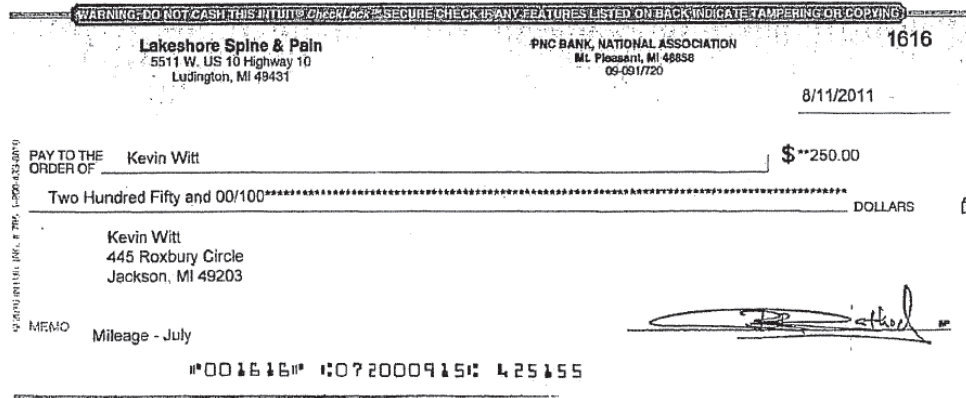 WARNING: DO NOT CASH THIS INTUIT® CheckLock™ SECURE CHECK IF ANY FEATURES LISTED ON BACK INDICATE TAMPERING OR COPYING
1616
Lakeshore Spine & Pain
5511 W. US 10 Highway 10
Ludington, MI 49431
PNC BANK, NATIONAL ASSOCIATION
Mt. Pleasant, MI 48858
09-091/720
8/11/2011
PAY TO THE ORDER OF Kevin Witt $**250.00
Two Hundred Fifty and 00/100**************** DOLLARS
Kevin Witt
445 Roxbury Circle
Jackson, MI 49203
MEMO Mileage - July
⑈001616⑈ ⑆072000915⑆ 425155